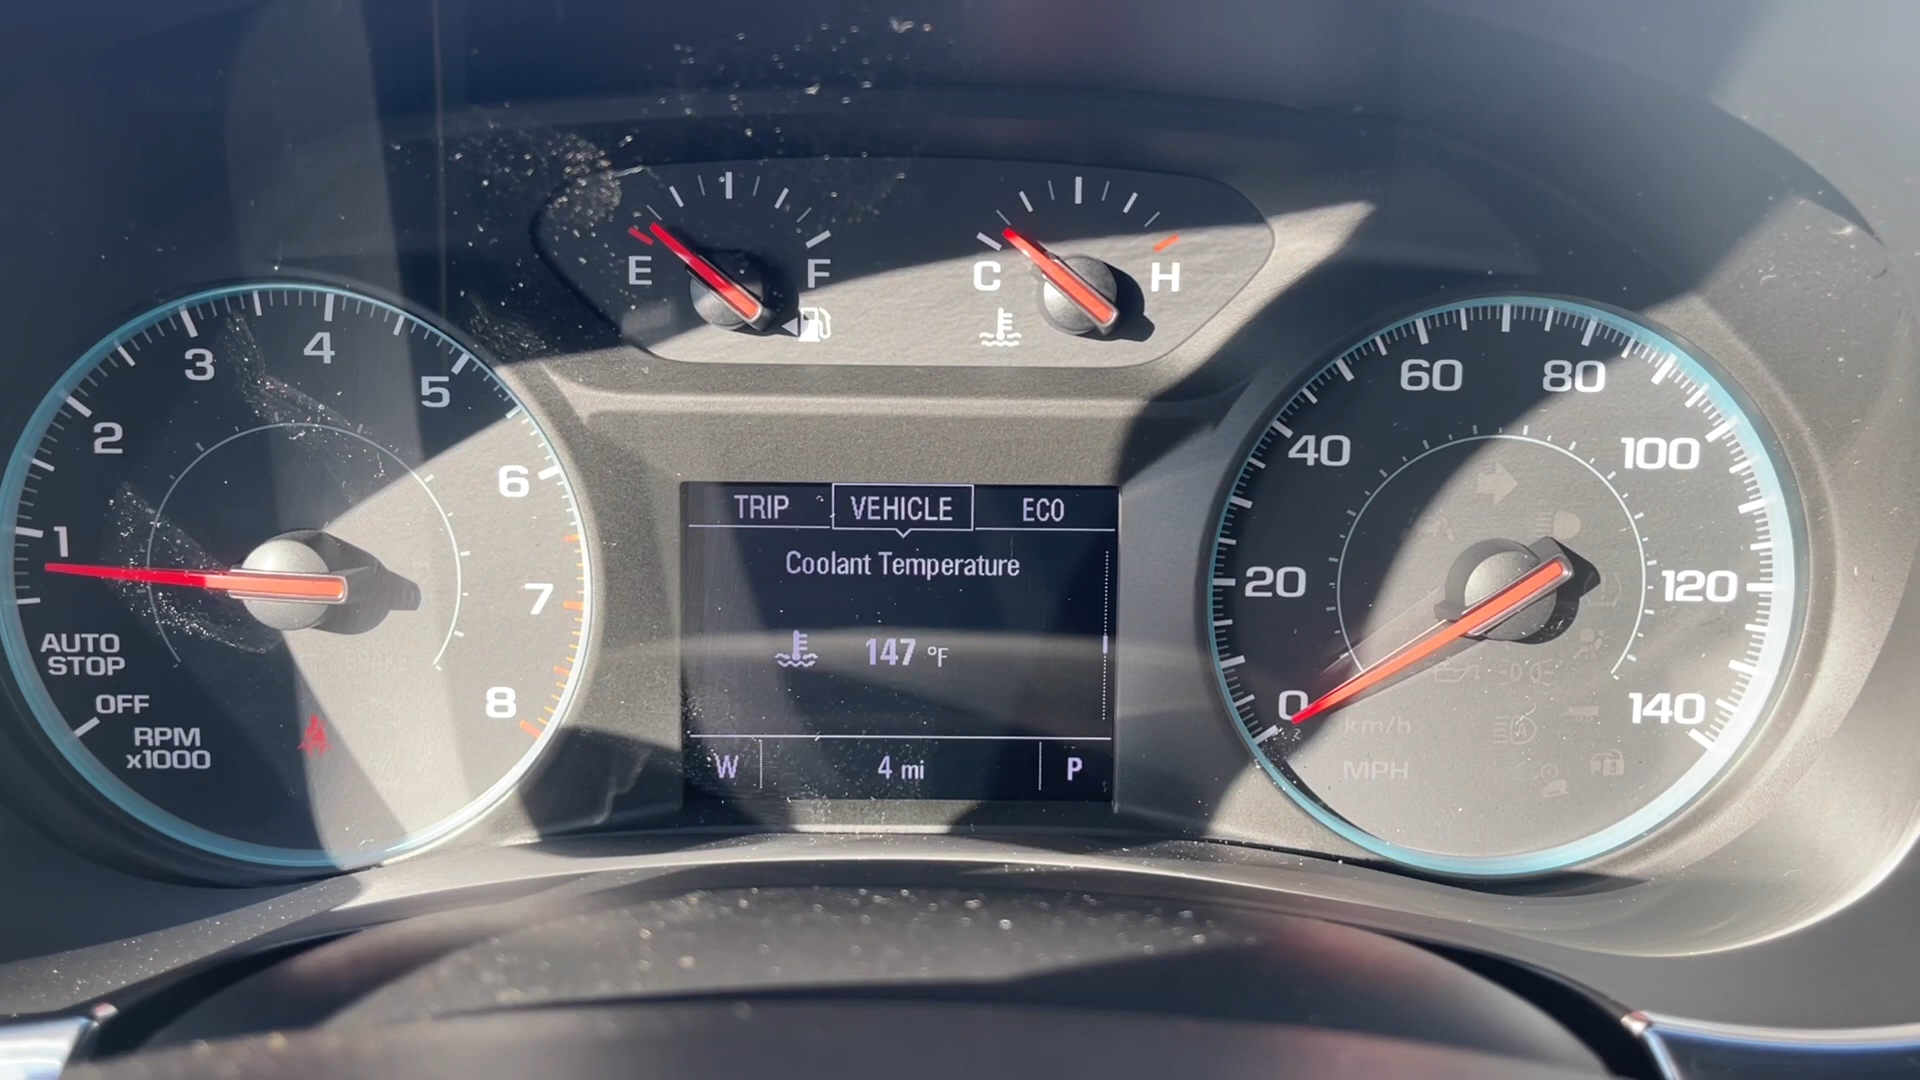 E
F
C
H
1
2
3
4
5
6
7
8
AUTO
STOP
OFF
RPM
x1000
TRIP VEHICLE ECO
Coolant Temperature
147 °F
W 4 mi P
0
20
40
60
80
100
120
140
km/h
MPH